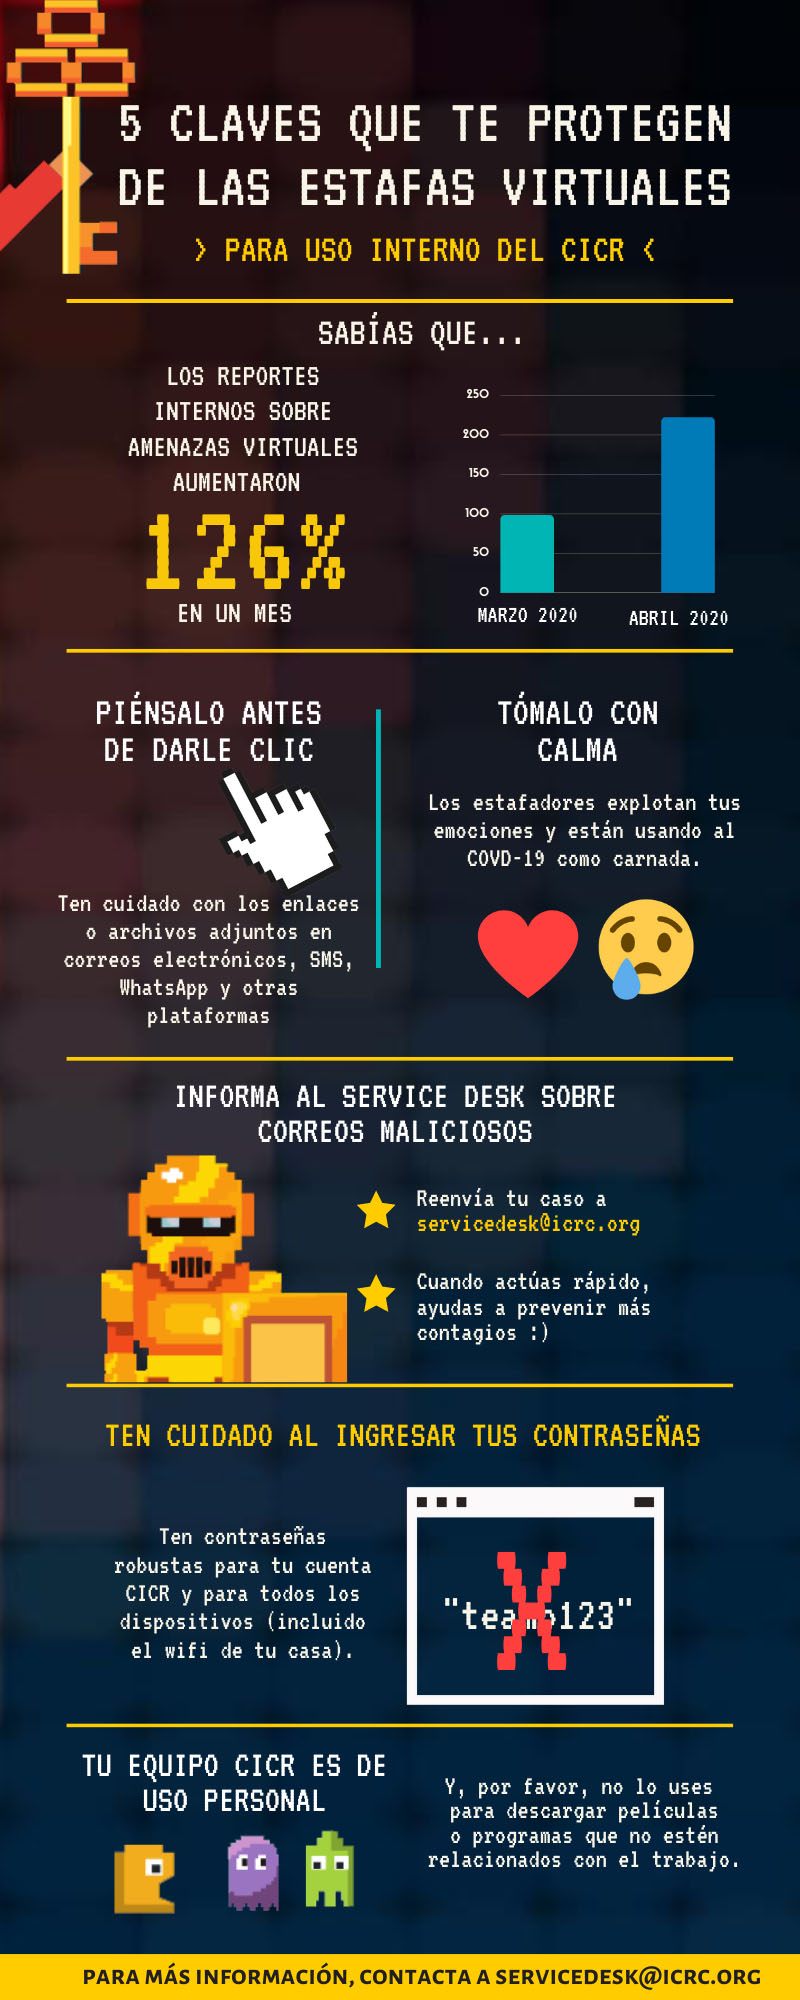 5 CLAVES QUE TE PROTEGEN
DE LAS ESTAFAS VIRTUALES
> PARA USO INTERNO DEL CICR <
SABÍAS QUE...
LOS REPORTES
INTERNOS SOBRE
AMENAZAS VIRTUALES
AUMENTARON
126%
EN UN MES
250
200
150
100
50
0
MARZO 2020
ABRIL 2020
PIÉNSALO ANTES
DE DARLE CLIC
Ten cuidado con los enlaces
o archivos adjuntos en
correos electrónicos, SMS,
WhatsApp y otras
plataformas
TÓMALO CON
CALMA
Los estafadores explotan tus
emociones y están usando al
COVD-19 como carnada.
INFORMA AL SERVICE DESK SOBRE
CORREOS MALICIOSOS
Reenvía tu caso a
servicedesk@icrc.org
Cuando actúas rápido,
ayudas a prevenir más
contagios :)
TEN CUIDADO AL INGRESAR TUS CONTRASEÑAS
Ten contraseñas
robustas para tu cuenta
CICR y para todos los
dispositivos (incluido
el wifi de tu casa).
"teamo123"
TU EQUIPO CICR ES DE
USO PERSONAL
Y, por favor, no lo uses
para descargar películas
o programas que no estén
relacionados con el trabajo.
PARA MÁS INFORMACIÓN, CONTACTA A SERVICEDESK@ICRC.ORG